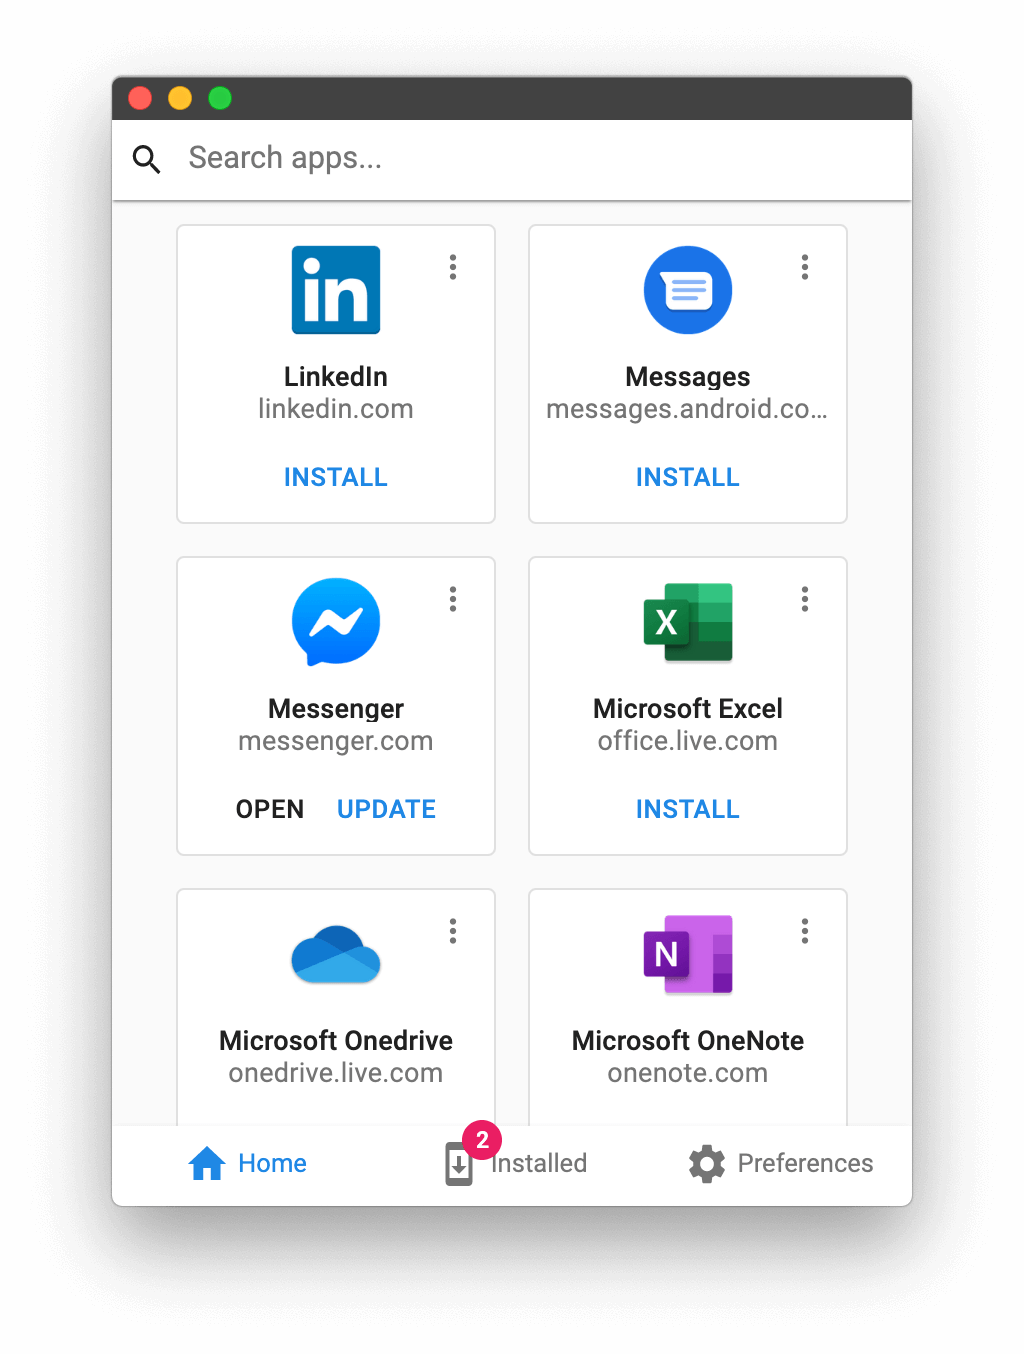 Search apps...
in
LinkedIn
linkedin.com
INSTALL
Messages
messages.android.co...
INSTALL
Messenger
messenger.com
OPEN UPDATE
X
Microsoft Excel
office.live.com
INSTALL
Microsoft Onedrive
onedrive.live.com
N
Microsoft OneNote
onenote.com
Home
2
Installed
Preferences